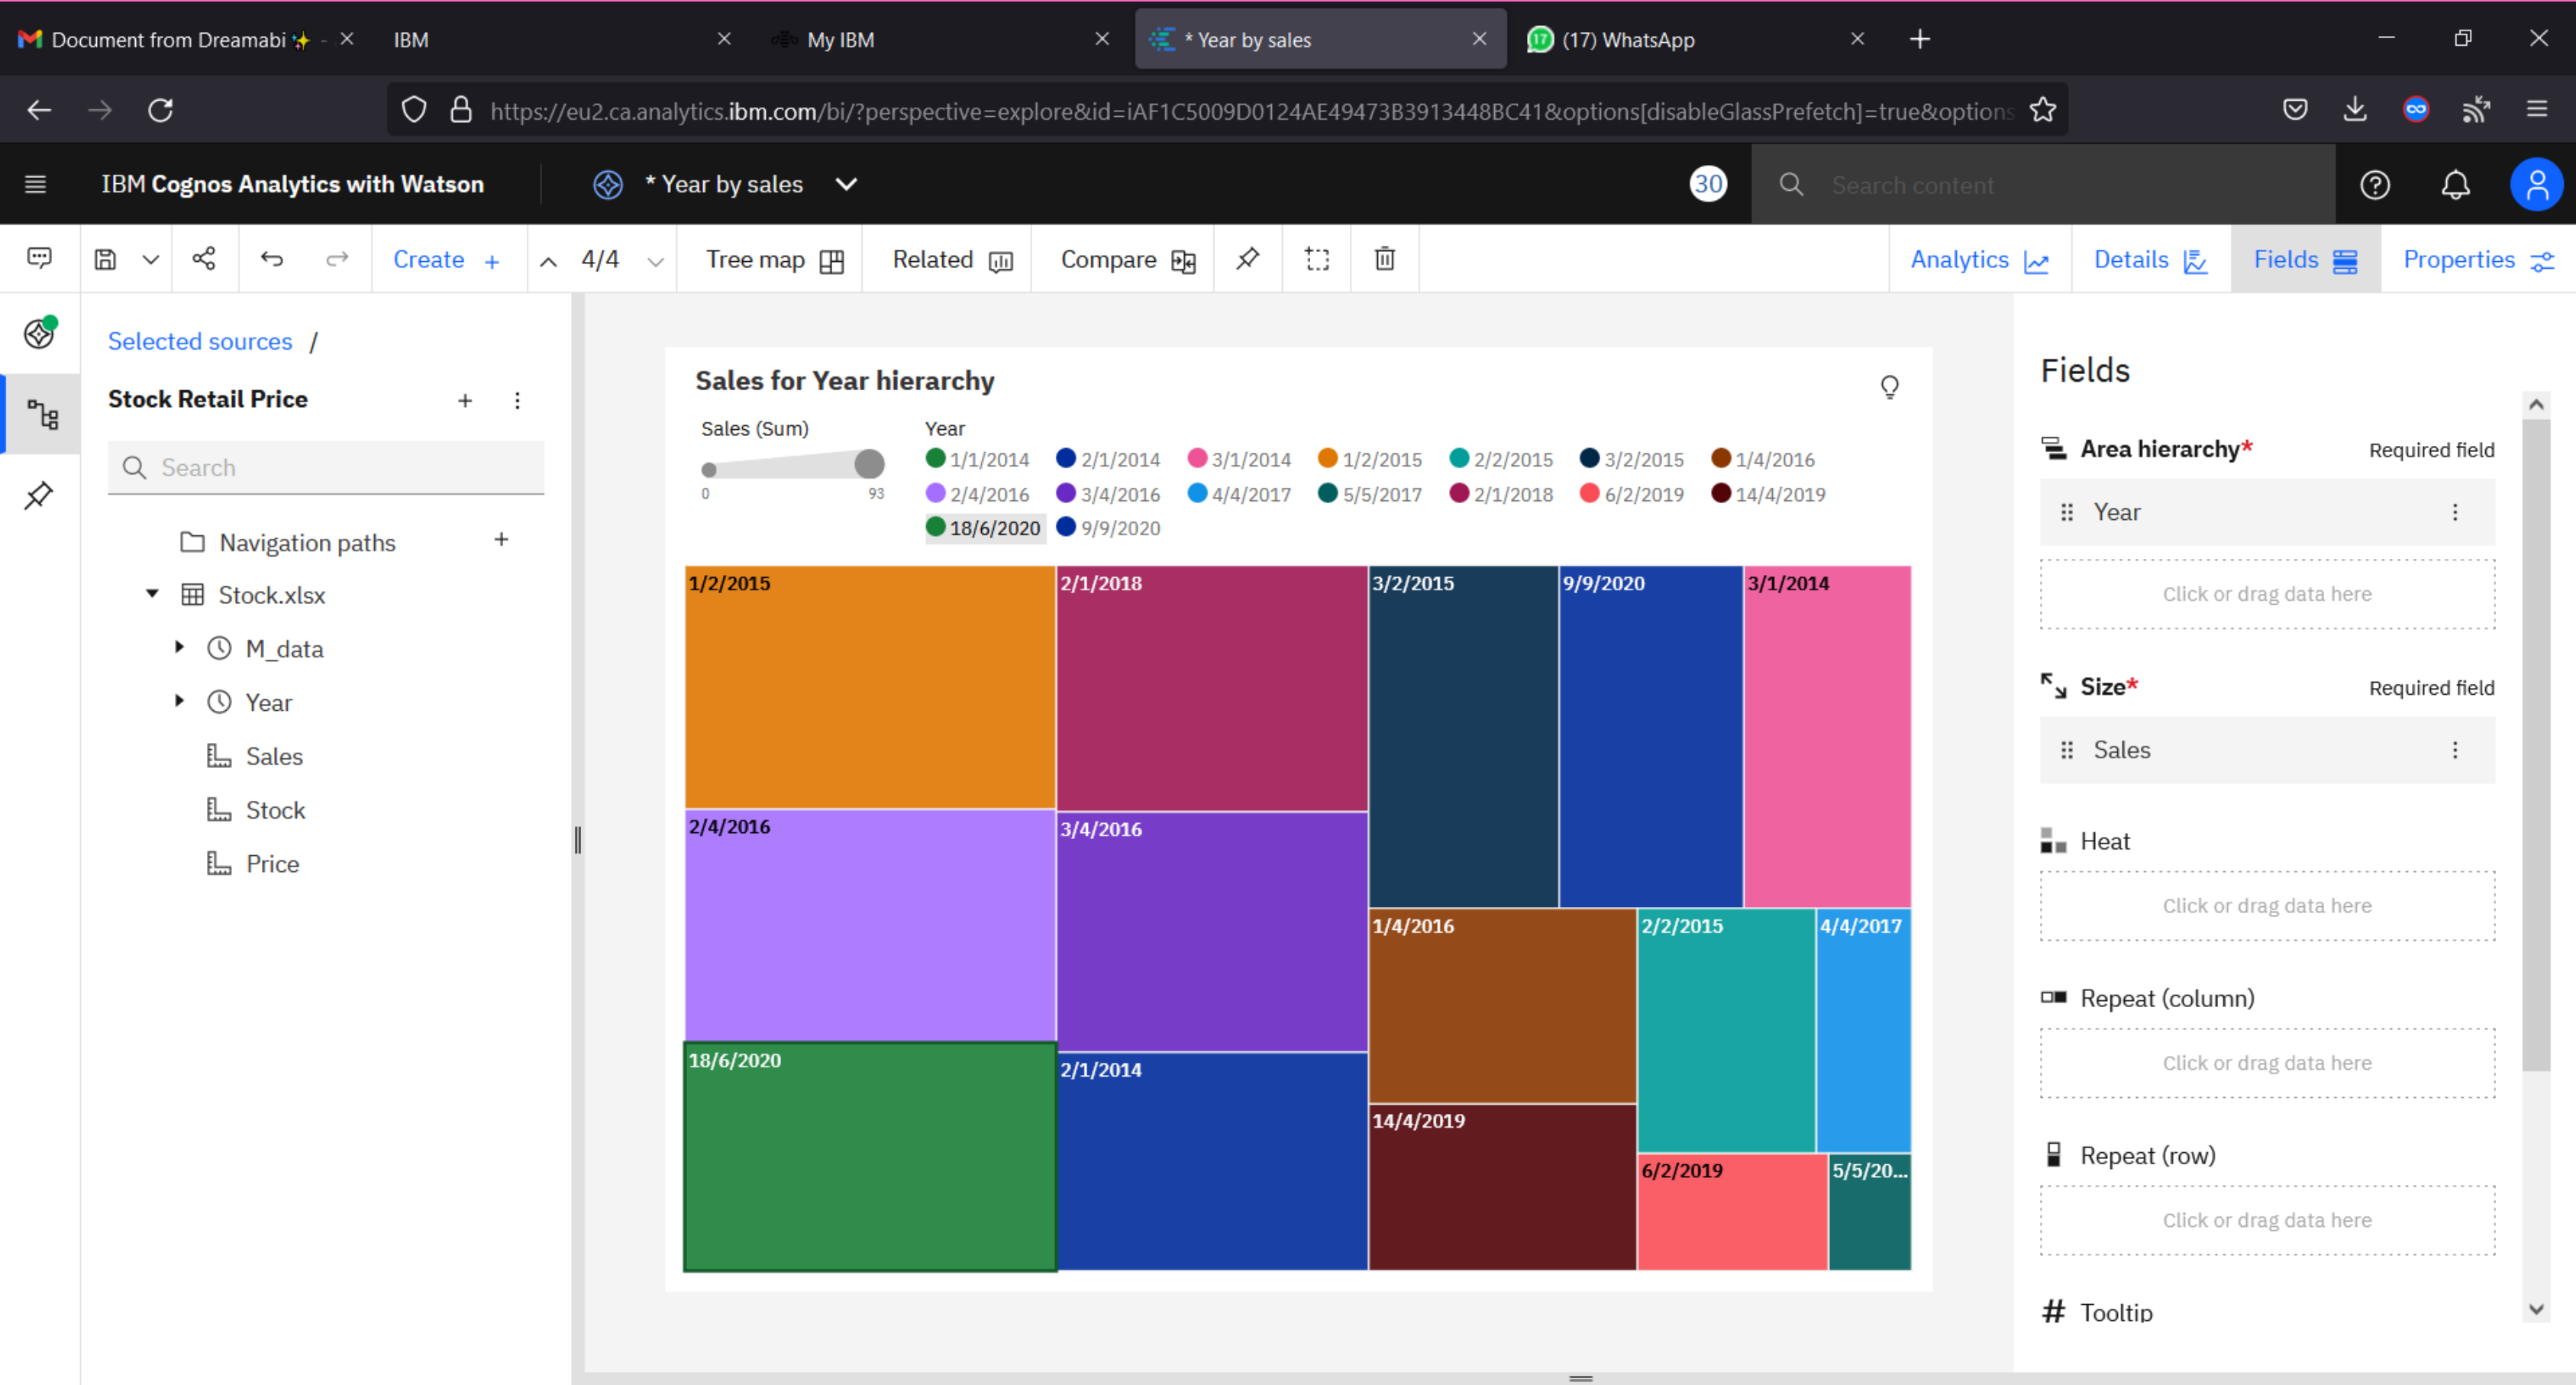 Document from Dreamabi ✨ -
IBM
My IBM
* Year by sales
(17) WhatsApp
https://eu2.ca.analytics.ibm.com/bi/?perspective=explore&id=iAF1C5009D0124AE49473B3913448BC41&options[disableGlassPrefetch]=true&options
IBM Cognos Analytics with Watson
* Year by sales
30
Search content
Create +
4/4
Tree map
Related
Compare
Analytics
Details
Fields
Properties
Selected sources /
Stock Retail Price
Search
Navigation paths
Stock.xlsx
M_data
Year
Sales
Stock
Price
Sales for Year hierarchy
Sales (Sum)
0 93
Year
1/1/2014 2/1/2014 3/1/2014 1/2/2015 2/2/2015 3/2/2015 1/4/2016
2/4/2016 3/4/2016 4/4/2017 5/5/2017 2/1/2018 6/2/2019 14/4/2019
18/6/2020 9/9/2020
1/2/2015 2/1/2018 3/2/2015 9/9/2020 3/1/2014
2/4/2016 3/4/2016
1/4/2016 2/2/2015 4/4/2017
18/6/2020 2/1/2014
14/4/2019
6/2/2019 5/5/20...
Fields
Area hierarchy* Required field
Year
Click or drag data here
Size* Required field
Sales
Heat
Click or drag data here
Repeat (column)
Click or drag data here
Repeat (row)
Click or drag data here
Tooltip